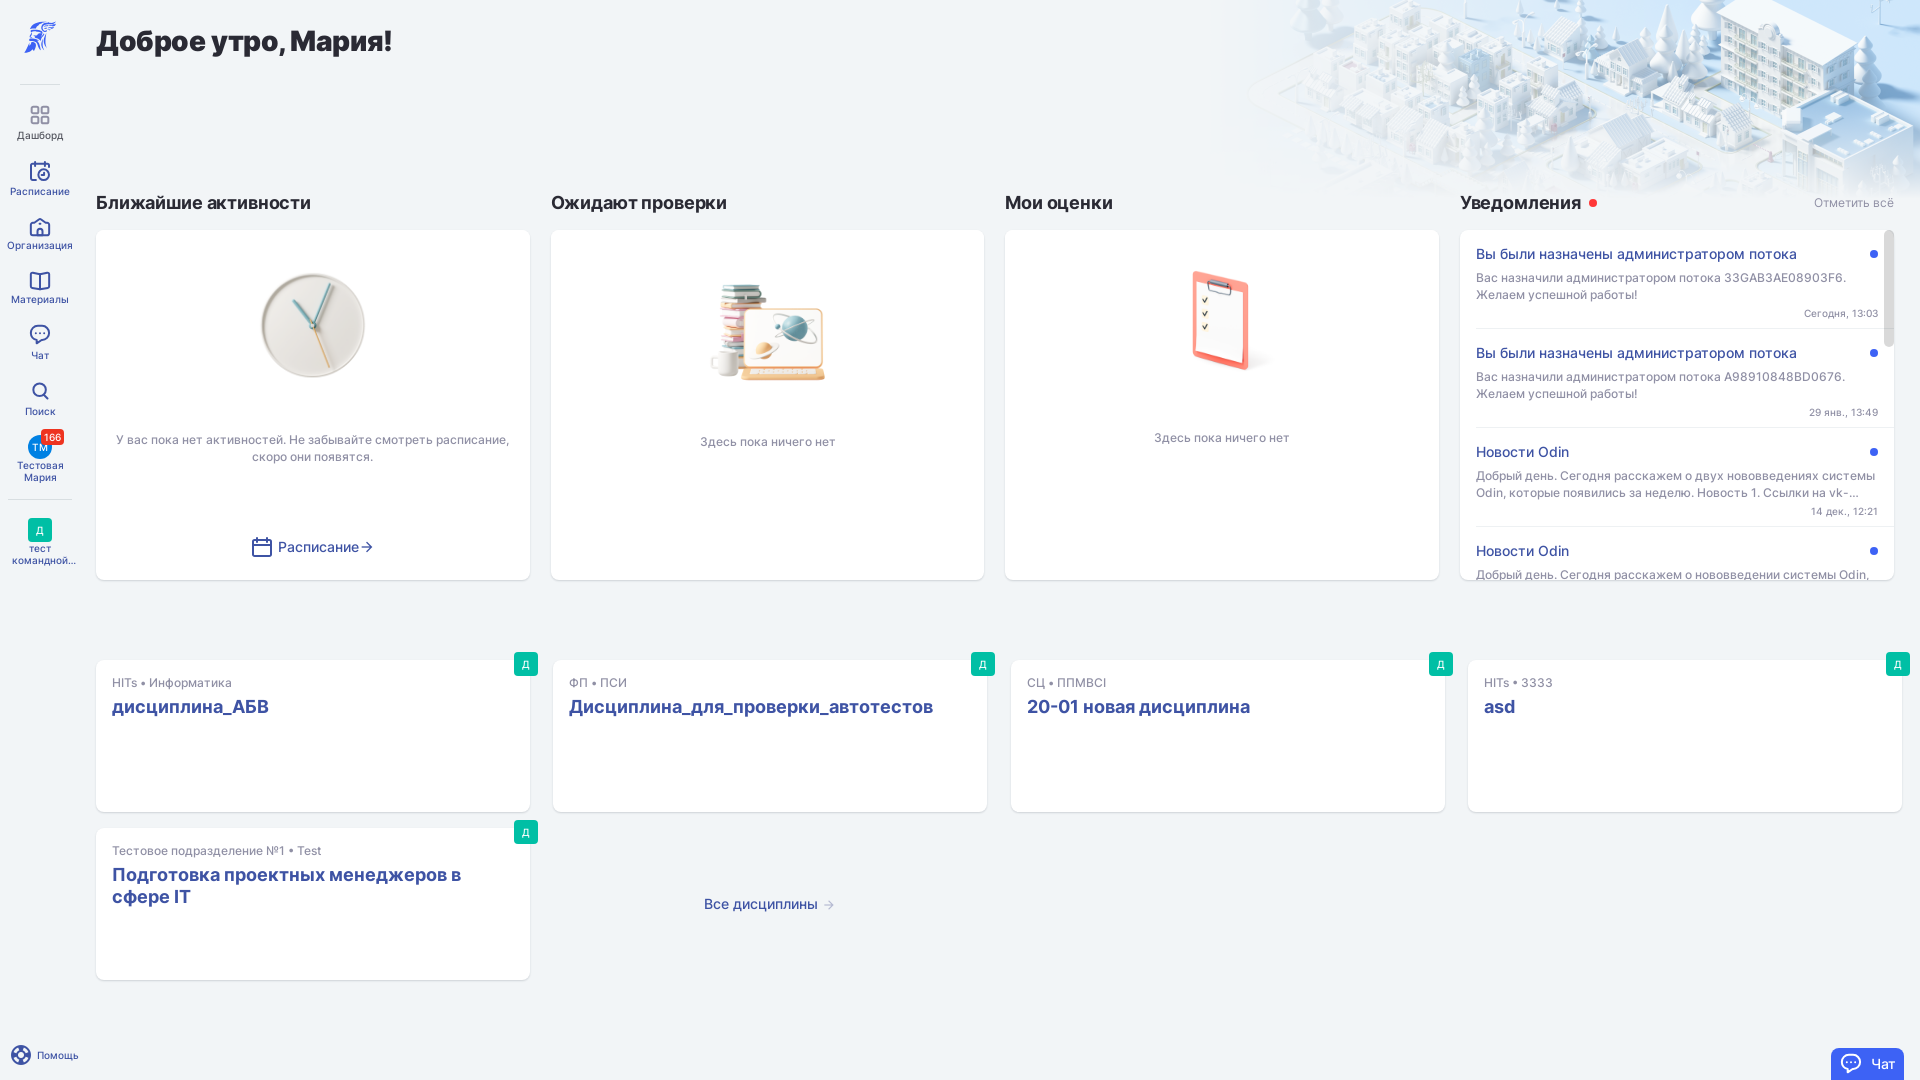 Доброе утро, Мария!
Дашборд
Расписание
Организация
Материалы
Чат
Поиск
166
ТМ
Тестовая
Мария
Д
тест
командной...
Помощь
Ближайшие активности
У вас пока нет активностей. Не забывайте смотреть расписание,
скоро они появятся.
Расписание
Ожидают проверки
Здесь пока ничего нет
Мои оценки
Здесь пока ничего нет
Уведомления
Отметить всё
Вы были назначены администратором потока
Вас назначили администратором потока 33GAB3AE08903F6.
Желаем успешной работы!
Сегодня, 13:03
Вы были назначены администратором потока
Вас назначили администратором потока A98910848BD0676.
Желаем успешной работы!
29 янв., 13:49
Новости Odin
Добрый день. Сегодня расскажем о двух нововведениях системы
Odin, которые появились за неделю. Новость 1. Ссылки на vk-...
14 дек., 12:21
Новости Odin
Добрый день. Сегодня расскажем о нововведении системы Odin,
Д
HITs • Информатика
дисциплина_АБВ
Д
ФП • ПСИ
Дисциплина_для_проверки_автотестов
Д
СЦ • ППМВСІ
20-01 новая дисциплина
Д
HITs • 3333
asd
Д
Тестовое подразделение №1 • Test
Подготовка проектных менеджеров в
сфере IT
Все дисциплины
Чат